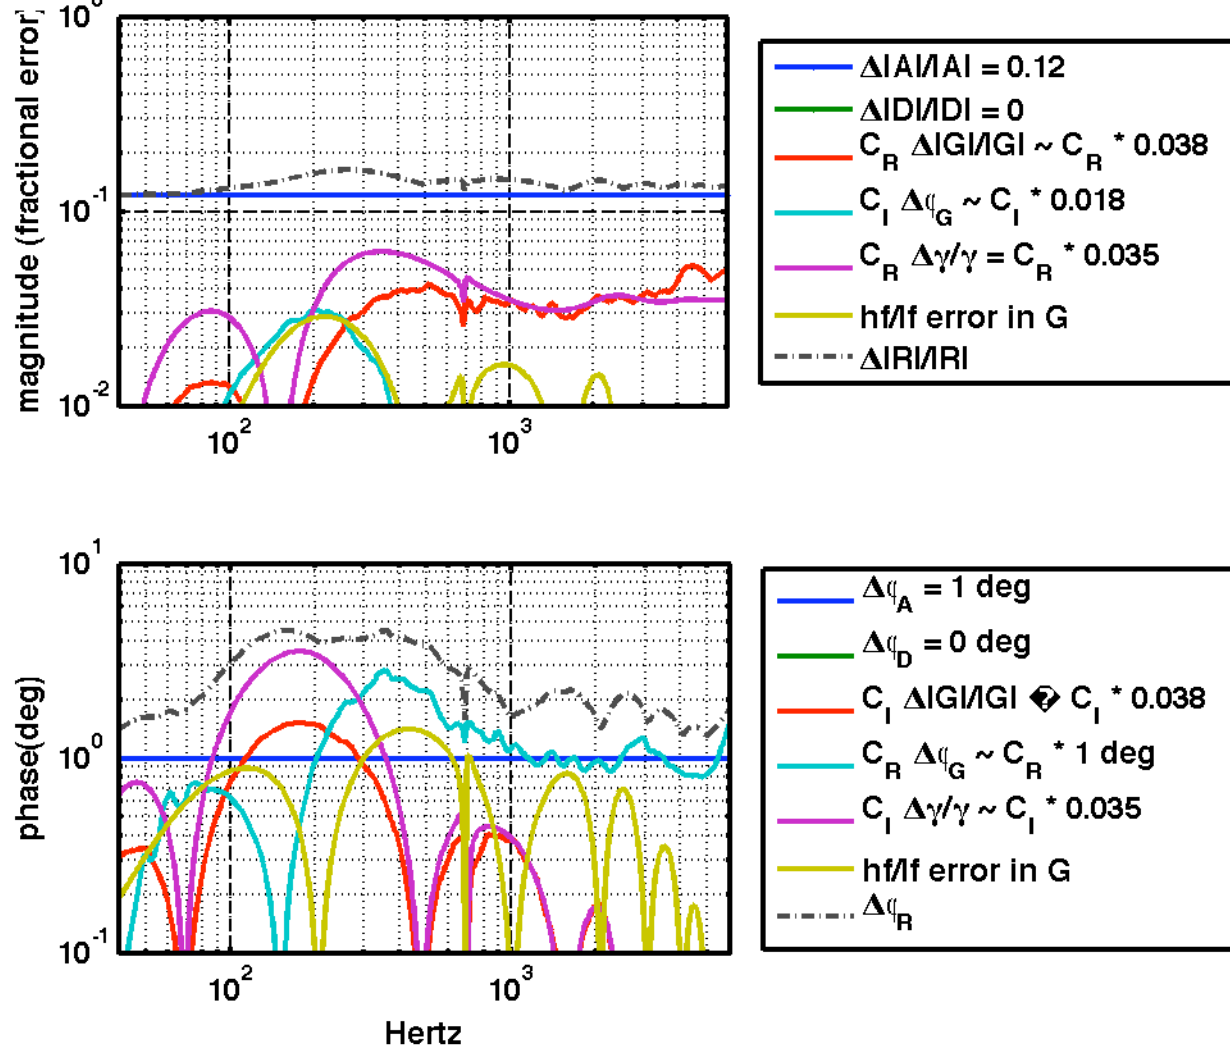 10^0
magnitude (fractional error)
10^-1
10^-2
10^2
10^3
Δ|A|/|A| = 0.12
Δ|D|/|D| = 0
C_R Δ|G|/|G| ~ C_R * 0.038
C_I Δφ_G ~ C_I * 0.018
C_R Δγ/γ = C_R * 0.035
hf/lf error in G
Δ|R|/|R|
10^1
phase(deg)
10^0
10^-1
10^2
10^3
Hertz
Δφ_A = 1 deg
Δφ_D = 0 deg
C_I Δ|G|/|G| � C_I * 0.038
C_R Δφ_G ~ C_R * 1 deg
C_I Δγ/γ ~ C_I * 0.035
hf/lf error in G
Δφ_R